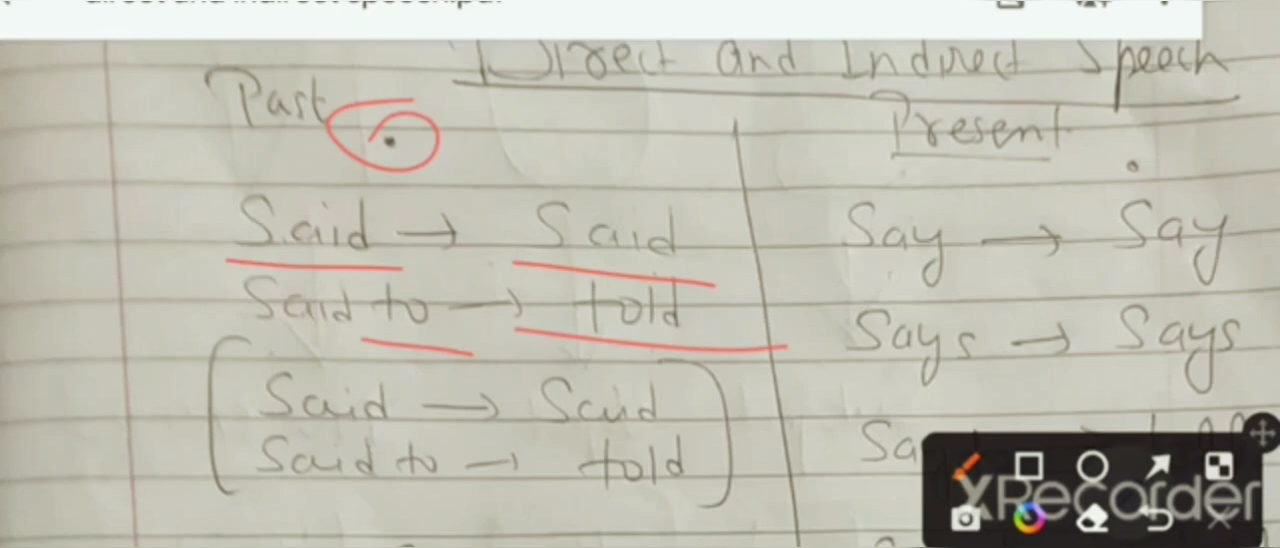 Direct and Indirect Speech
Past
Said → Said
Said to → told
Said → Said
Said to → told
Present
Say → Say
Says → Says
XRecorder